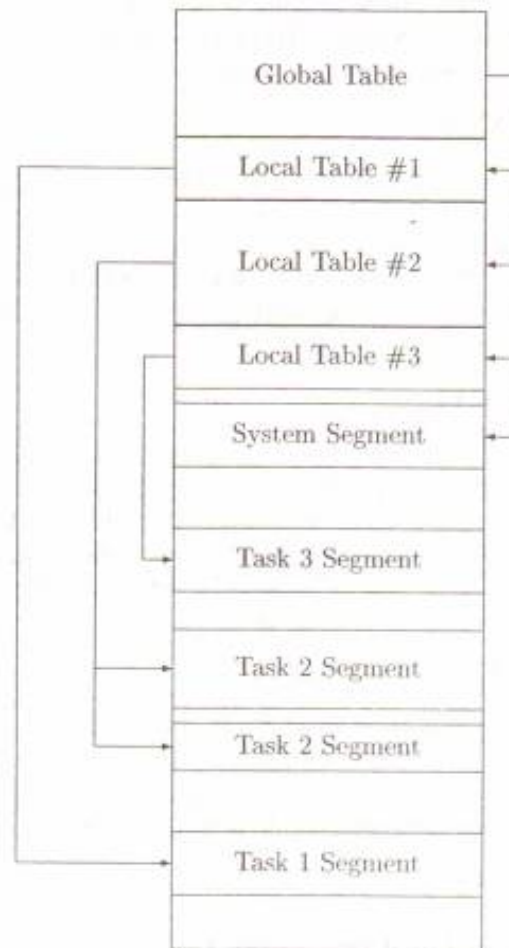 Global Table
Local Table #1
Local Table #2
Local Table #3
System Segment
Task 3 Segment
Task 2 Segment
Task 2 Segment
Task 1 Segment